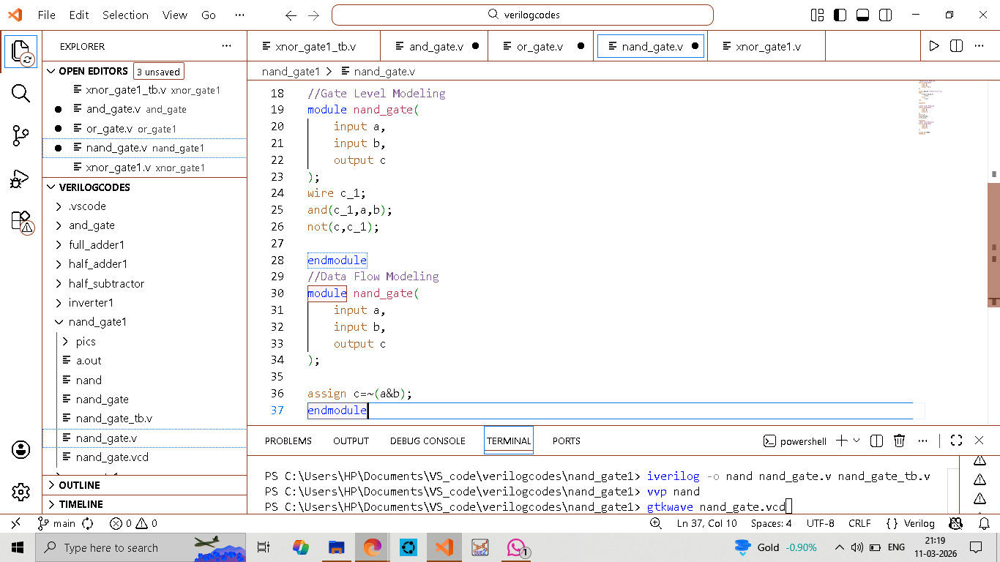 File Edit Selection View Go ··· verilogcodes
EXPLORER ···
OPEN EDITORS 3 unsaved
xnor_gate1_tb.v xnor_gate1
and_gate.v and_gate
or_gate.v or_gate1
nand_gate.v nand_gate1
xnor_gate1.v xnor_gate1
VERILOGCODES
.vscode
and_gate
full_adder1
half_adder1
half_subtractor
inverter1
nand_gate1
pics
a.out
nand
nand_gate
nand_gate_tb.v
nand_gate.v
nand_gate.vcd
OUTLINE
TIMELINE
xnor_gate1_tb.v and_gate.v or_gate.v nand_gate.v xnor_gate1.v
nand_gate1 > nand_gate.v
18 //Gate Level Modeling
19 module nand_gate(
20 input a,
21 input b,
22 output c
23 );
24 wire c_1;
25 and(c_1,a,b);
26 not(c,c_1);
27
28 endmodule
29 //Data Flow Modeling
30 module nand_gate(
31 input a,
32 input b,
33 output c
34 );
35
36 assign c=~(a&b);
37 endmodule
PROBLEMS OUTPUT DEBUG CONSOLE TERMINAL PORTS powershell
PS C:\Users\HP\Documents\VS_code\verilogcodes\nand_gate1> iverilog -o nand nand_gate.v nand_gate_tb.v
PS C:\Users\HP\Documents\VS_code\verilogcodes\nand_gate1> vvp nand
PS C:\Users\HP\Documents\VS_code\verilogcodes\nand_gate1> gtkwave nand_gate.vcd
main 0 0 Ln 37, Col 10 Spaces: 4 UTF-8 CRLF {} Verilog
Type here to search Gold -0.90% ENG 21:19
11-03-2026
1